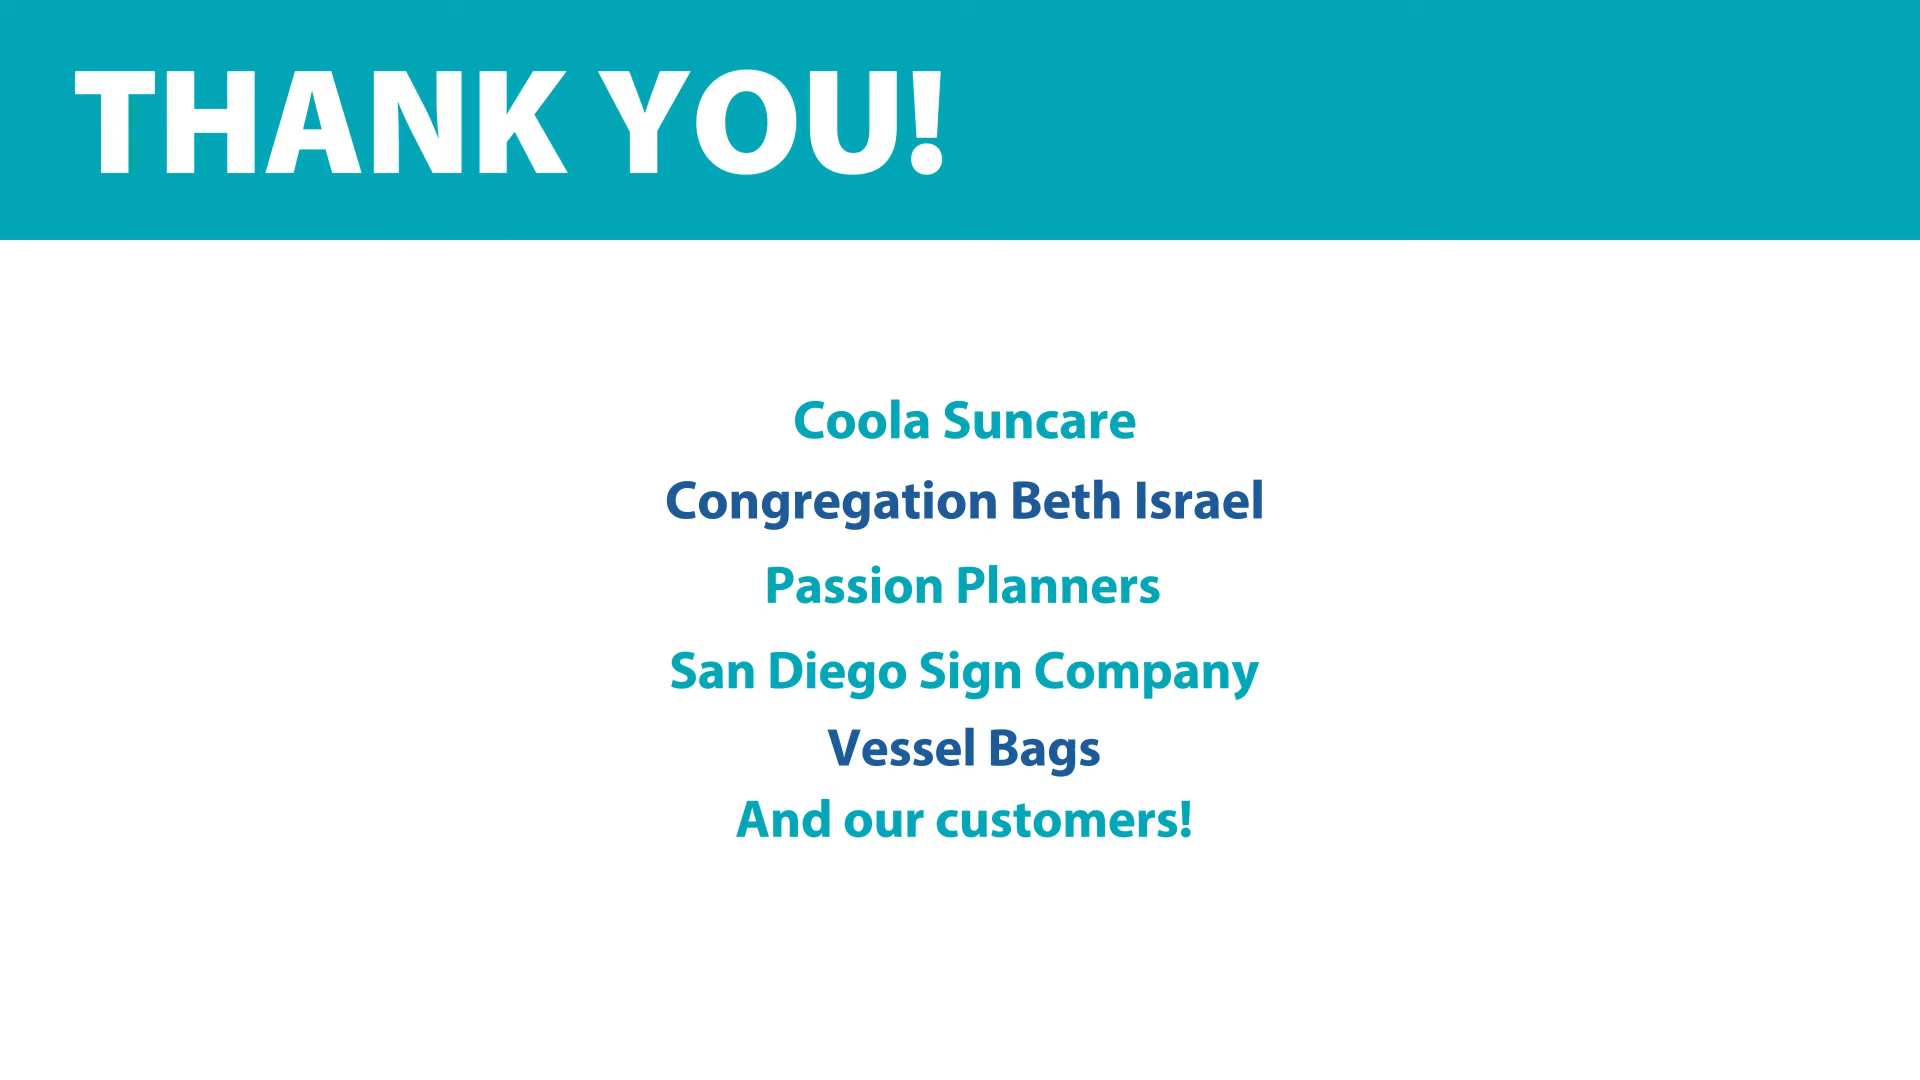 THANK YOU!
Coola Suncare
Congregation Beth Israel
Passion Planners
San Diego Sign Company
Vessel Bags
And our customers!